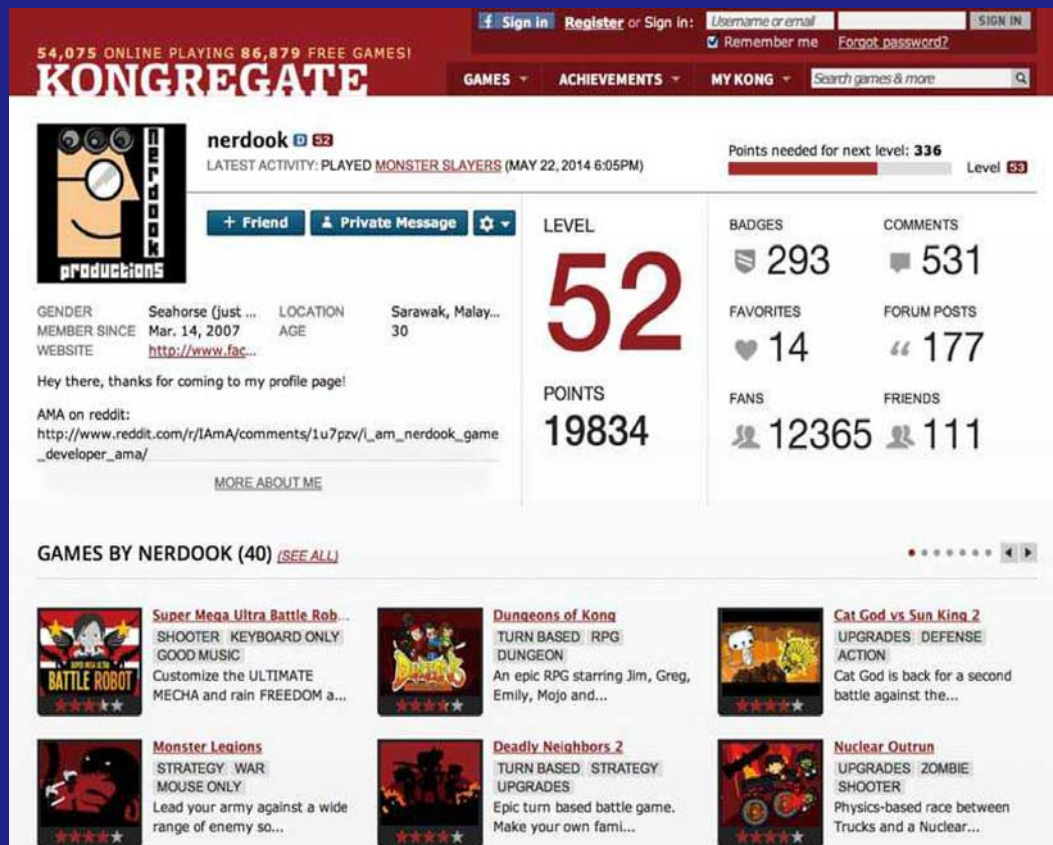 Sign in Register or Sign in: Username or email SIGN IN
Remember me Forgot password?
54,075 ONLINE PLAYING 86,879 FREE GAMES!
KONGREGATE
GAMES ACHIEVEMENTS MY KONG Search games & more
nerdook
productions
nerdook D 52
LATEST ACTIVITY: PLAYED MONSTER SLAYERS (MAY 22, 2014 6:05PM)
Points needed for next level: 336
Level 53
+ Friend Private Message
GENDER Seahorse (just ... LOCATION Sarawak, Malay...
MEMBER SINCE Mar. 14, 2007 AGE 30
WEBSITE http://www.fac...
Hey there, thanks for coming to my profile page!
AMA on reddit:
http://www.reddit.com/r/IAmA/comments/1u7pzv/i_am_nerdook_game
_developer_ama/
MORE ABOUT ME
LEVEL
52
POINTS
19834
BADGES COMMENTS
293 531
FAVORITES FORUM POSTS
14 177
FANS FRIENDS
12365 111
GAMES BY NERDOOK (40) (SEE ALL)
SUPER MEGA ULTRA
BATTLE ROBOT
Super Mega Ultra Battle Rob...
SHOOTER KEYBOARD ONLY
GOOD MUSIC
Customize the ULTIMATE
MECHA and rain FREEDOM a...
Dungeons of Kong
TURN BASED RPG
DUNGEON
An epic RPG starring Jim, Greg,
Emily, Mojo and...
Cat God vs Sun King 2
UPGRADES DEFENSE
ACTION
Cat God is back for a second
battle against the...
Monster Legions
STRATEGY WAR
MOUSE ONLY
Lead your army against a wide
range of enemy so...
Deadly Neighbors 2
TURN BASED STRATEGY
UPGRADES
Epic turn based battle game.
Make your own fami...
Nuclear Outrun
UPGRADES ZOMBIE
SHOOTER
Physics-based race between
Trucks and a Nuclear...